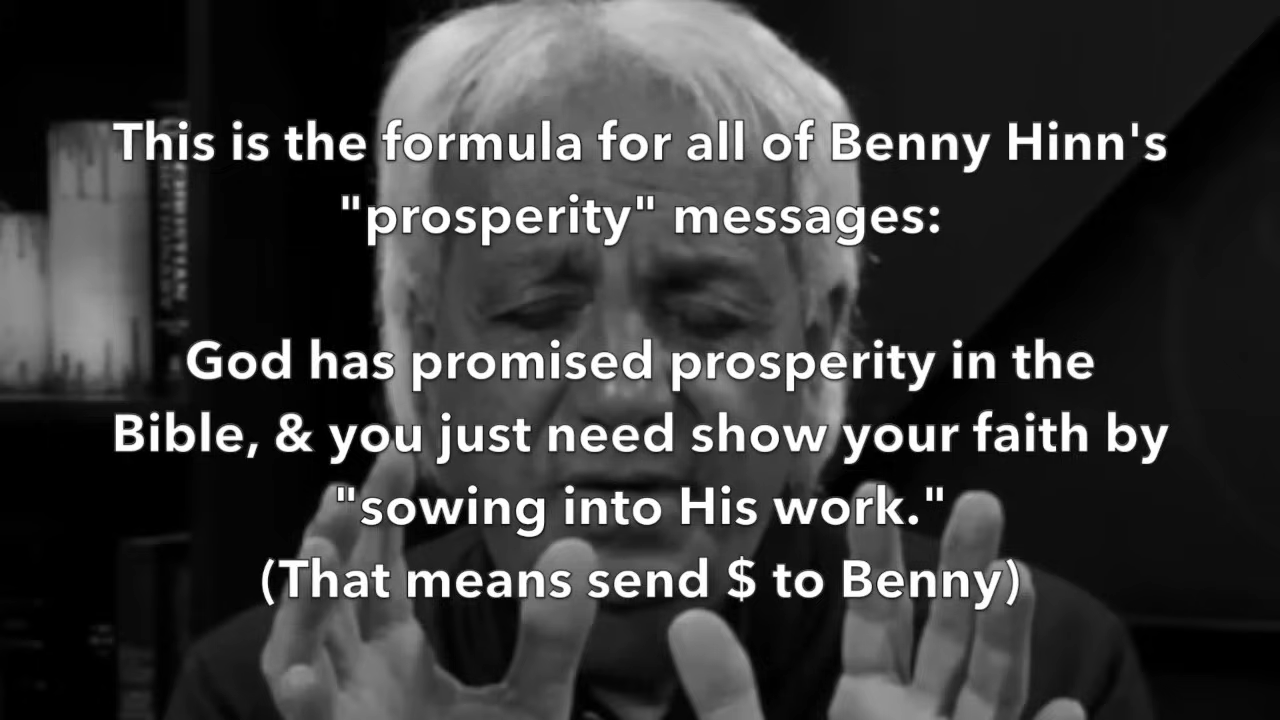 This is the formula for all of Benny Hinn's
"prosperity" messages:
God has promised prosperity in the
Bible, & you just need show your faith by
"sowing into His work."
(That means send $ to Benny)